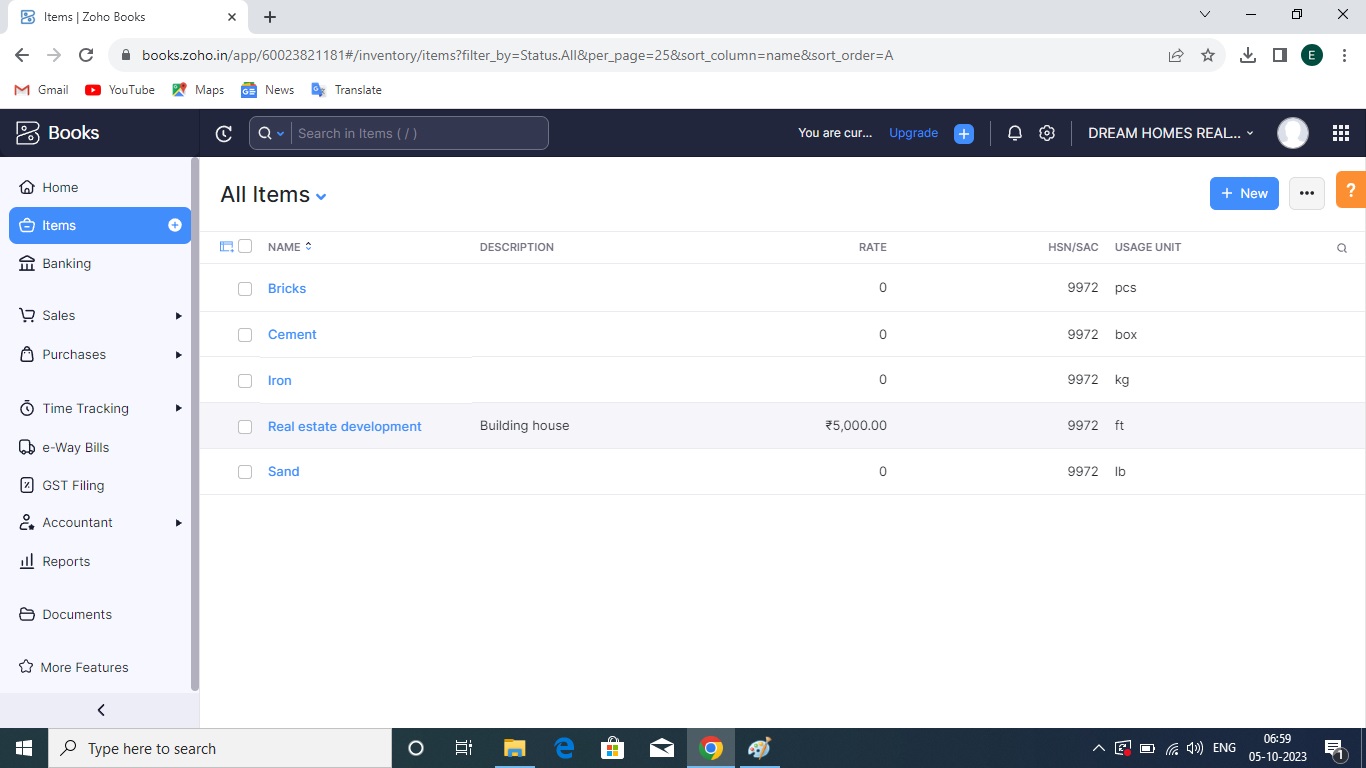 Items | Zoho Books
books.zoho.in/app/60023821181#/inventory/items?filter_by=Status.All&per_page=25&sort_column=name&sort_order=A
E
Gmail YouTube Maps News Translate
Books
Search in Items ( / )
You are cur... Upgrade
DREAM HOMES REAL...
Home
Items
Banking
Sales
Purchases
Time Tracking
e-Way Bills
GST Filing
Accountant
Reports
Documents
More Features
All Items
+ New
?
NAME DESCRIPTION RATE HSN/SAC USAGE UNIT
Bricks 0 9972 pcs
Cement 0 9972 box
Iron 0 9972 kg
Real estate development Building house ₹5,000.00 9972 ft
Sand 0 9972 lb
Type here to search
ENG
06:59
05-10-2023
1